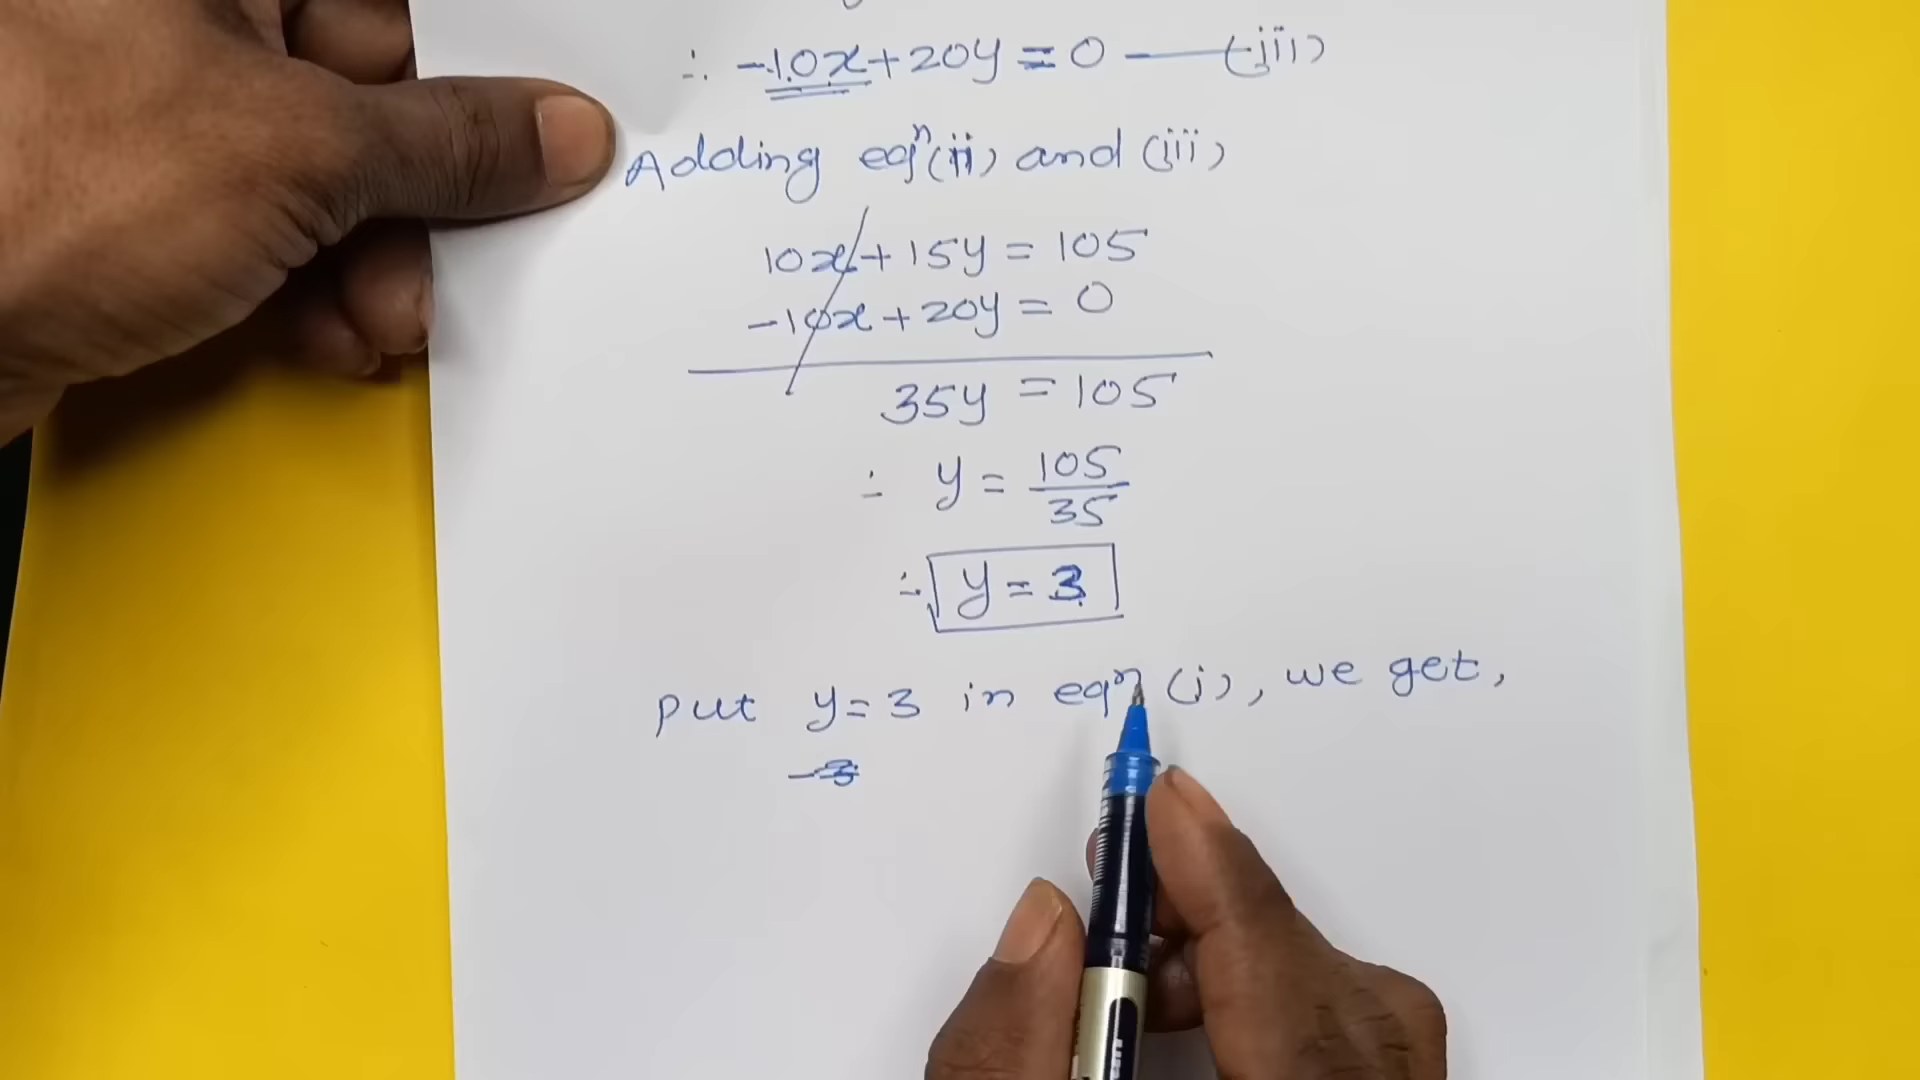 ∴ -10x + 20y = 0 — (iii)
Adding eqⁿ (ii) and (iii)
10x + 15y = 105
-10x + 20y = 0
35y = 105
∴ y = 105/35
∴ y = 3
put y = 3 in eqⁿ (i), we get,